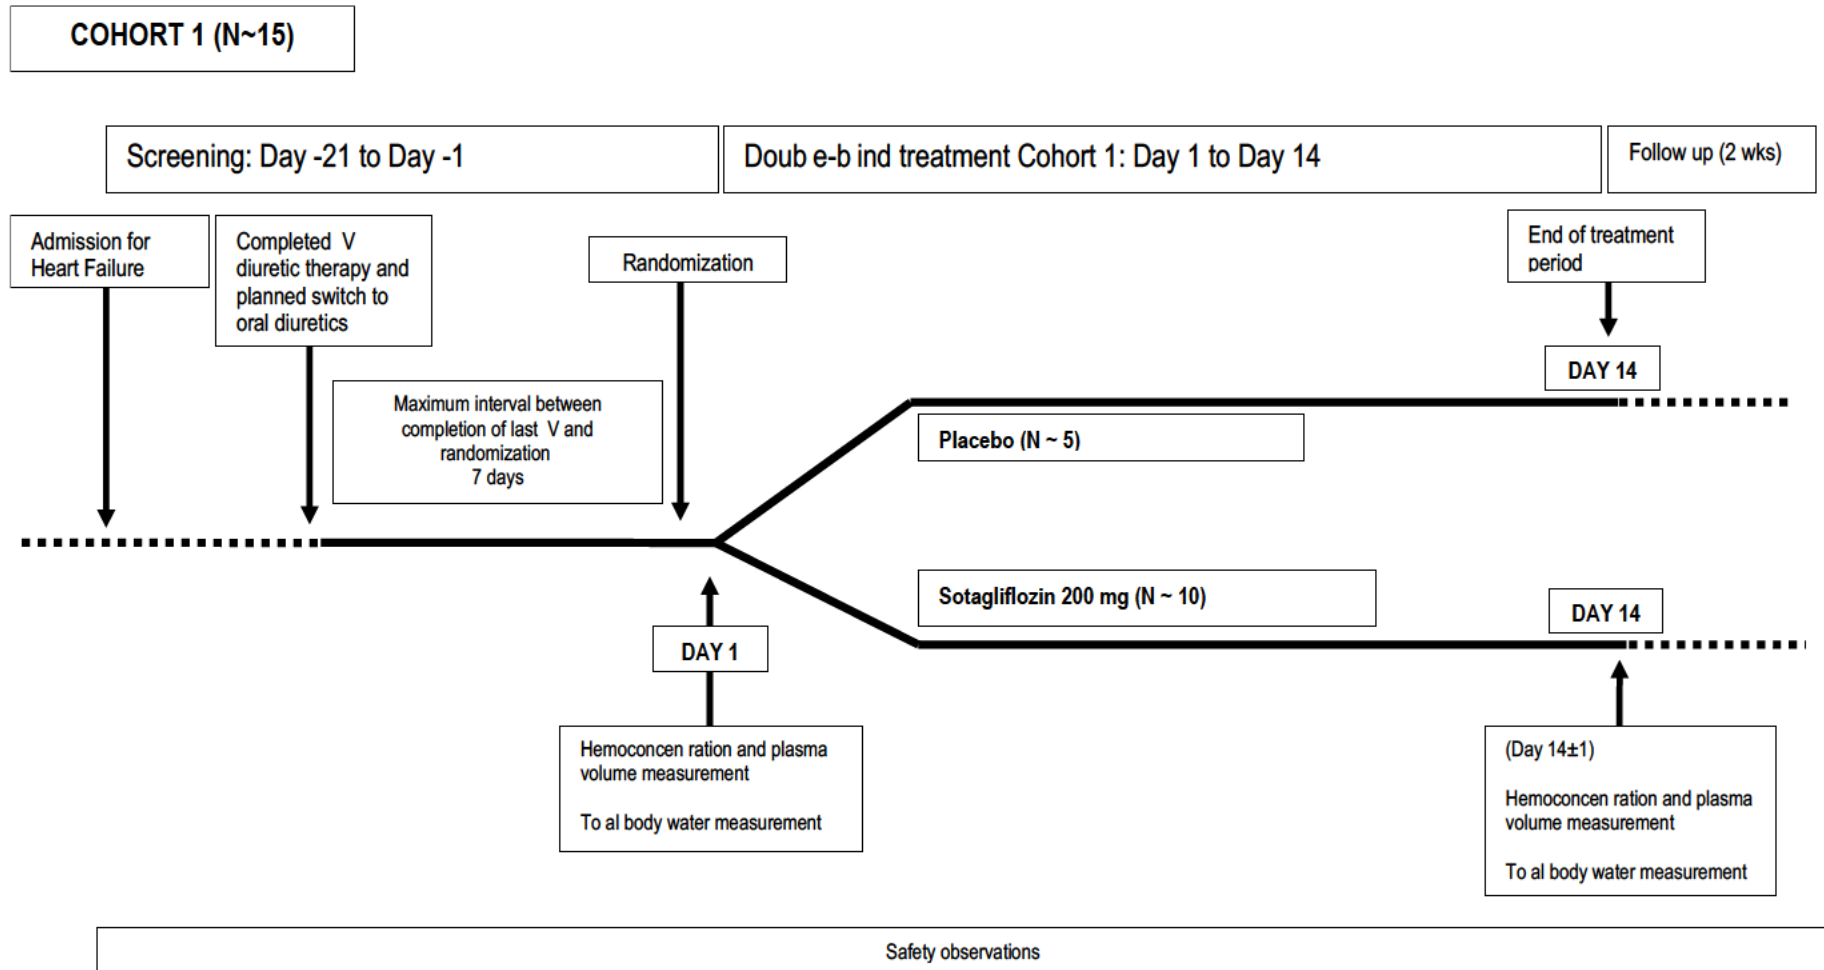 COHORT 1 (N~15)
Screening: Day -21 to Day -1
Doub e-b ind treatment Cohort 1: Day 1 to Day 14
Follow up (2 wks)
Admission for
Heart Failure
Completed  V
diuretic therapy and
planned switch to
oral diuretics
Randomization
End of treatment
period
Maximum interval between
completion of last  V and
randomization
7 days
DAY 14
Placebo (N ~ 5)
Sotagliflozin 200 mg (N ~ 10)
DAY 14
DAY 1
Hemoconcen ration and plasma
volume measurement
To al body water measurement
(Day 14±1)
Hemoconcen ration and plasma
volume measurement
To al body water measurement
Safety observations